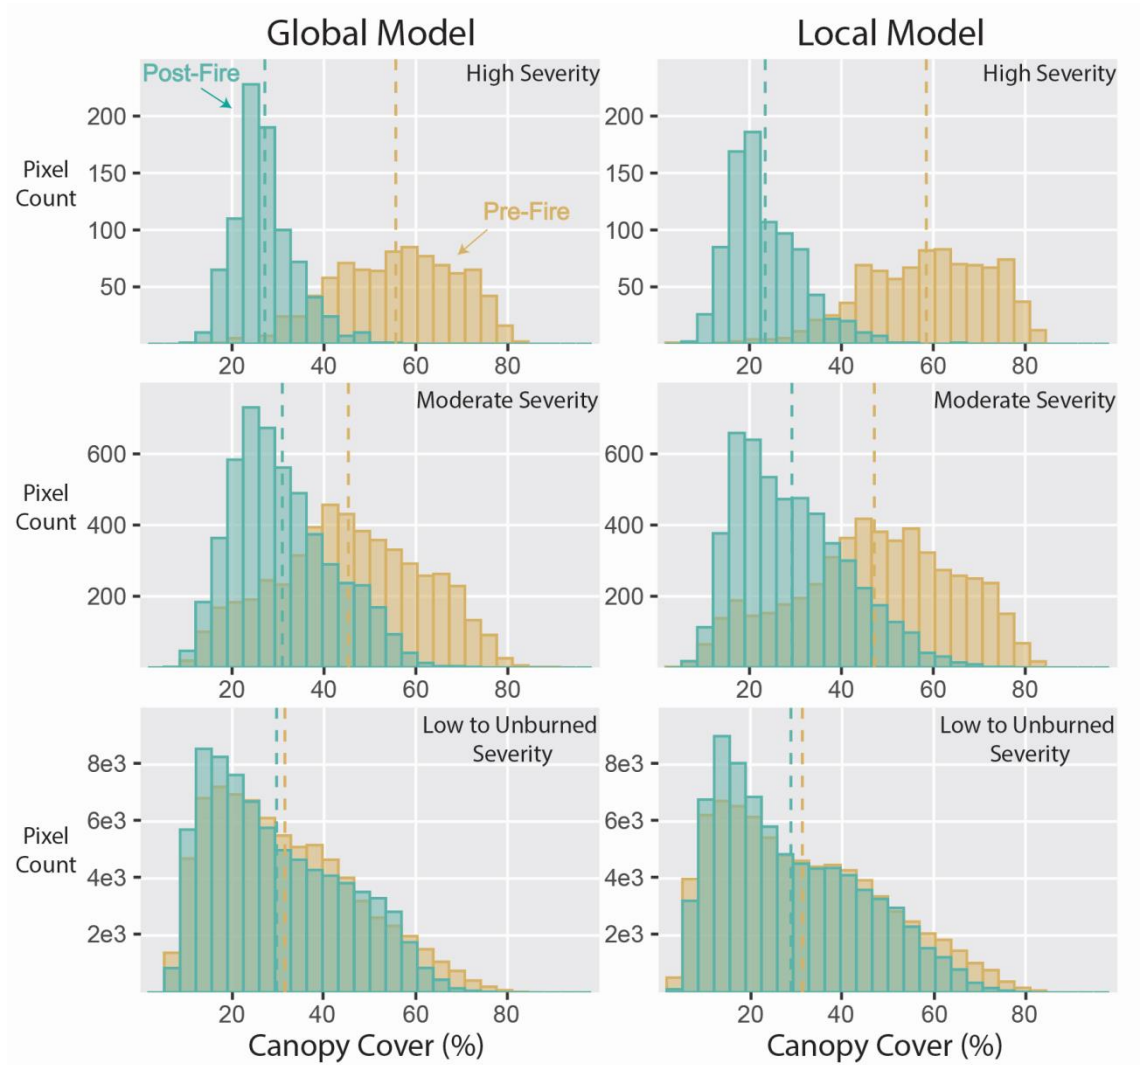 Global Model
Local Model
Post-Fire
High Severity
High Severity
200
150
100
50
Pixel
Count
Pre-Fire
200
150
100
50
20 40 60 80
20 40 60 80
Moderate Severity
Moderate Severity
600
400
200
Pixel
Count
600
400
200
20 40 60 80
20 40 60 80
Low to Unburned
Severity
Low to Unburned
Severity
8e3
6e3
4e3
2e3
Pixel
Count
8e3
6e3
4e3
2e3
20 40 60 80
20 40 60 80
Canopy Cover (%)
Canopy Cover (%)